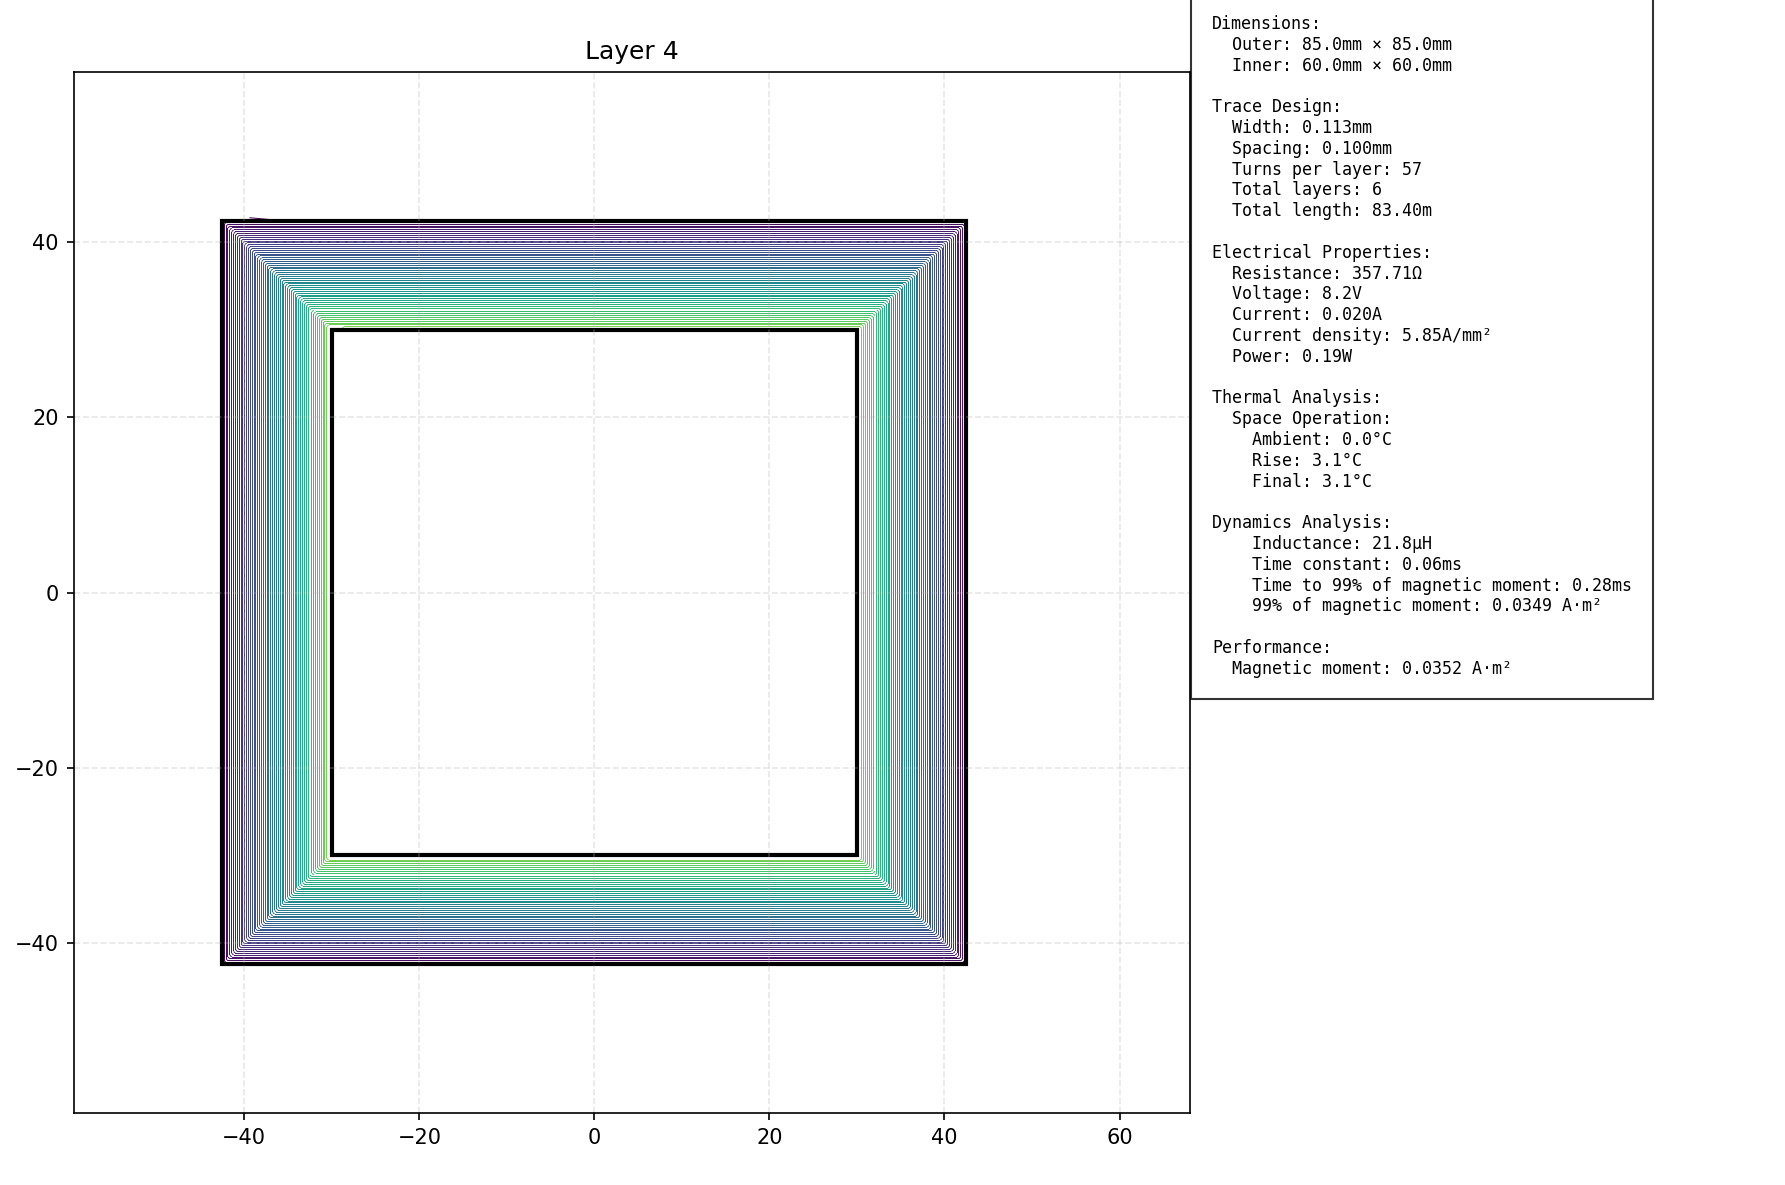 Layer 4
40
20
0
−20
−40
−40
−20
0
20
40
60
Dimensions:
Outer: 85.0mm × 85.0mm
Inner: 60.0mm × 60.0mm
Trace Design:
Width: 0.113mm
Spacing: 0.100mm
Turns per layer: 57
Total layers: 6
Total length: 83.40m
Electrical Properties:
Resistance: 357.71Ω
Voltage: 8.2V
Current: 0.020A
Current density: 5.85A/mm²
Power: 0.19W
Thermal Analysis:
Space Operation:
Ambient: 0.0°C
Rise: 3.1°C
Final: 3.1°C
Dynamics Analysis:
Inductance: 21.8μH
Time constant: 0.06ms
Time to 99% of magnetic moment: 0.28ms
99% of magnetic moment: 0.0349 A·m²
Performance:
Magnetic moment: 0.0352 A·m²